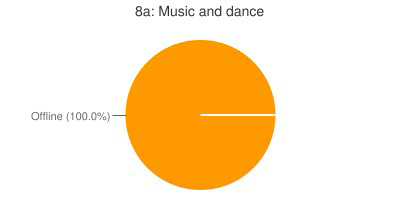 8a: Music and dance
Offline (100.0%)